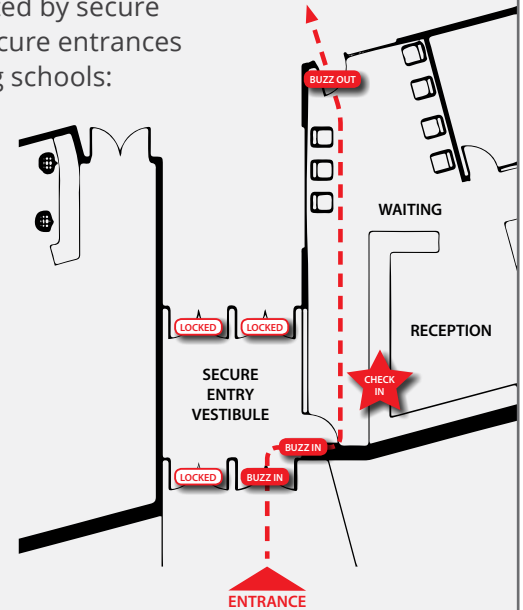 ted by secure
cure entrances
g schools:
BUZZ OUT
WAITING
LOCKED
LOCKED
RECEPTION
SECURE
ENTRY
VESTIBULE
CHECK
IN
BUZZ IN
LOCKED
BUZZ IN
ENTRANCE